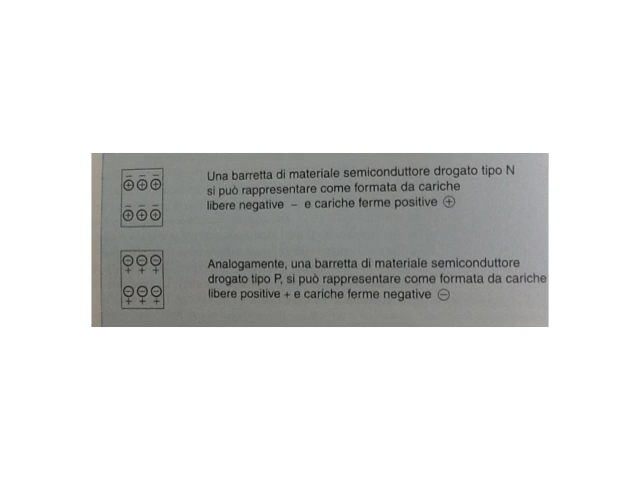 Una barretta di materiale semiconduttore drogato tipo N
si può rappresentare come formata da cariche
libere negative – e cariche ferme positive ⊕
Analogamente, una barretta di materiale semiconduttore
drogato tipo P, si può rappresentare come formata da cariche
libere positive + e cariche ferme negative ⊖